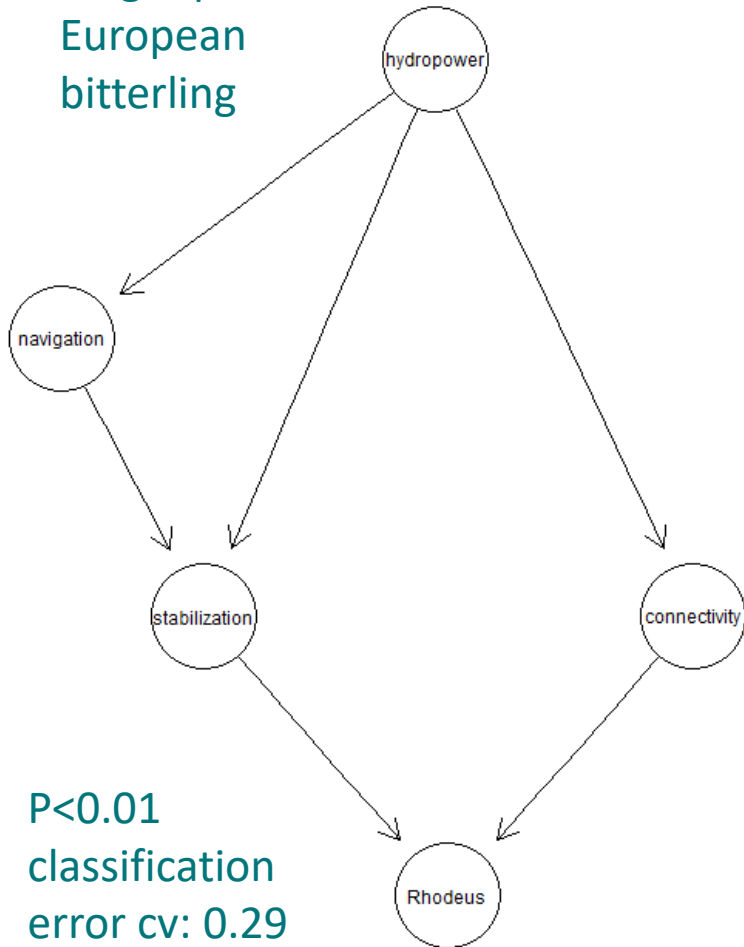 European
bitterling
hydropower
navigation
stabilization
connectivity
Rhodeus
P<0.01
classification
error cv: 0.29